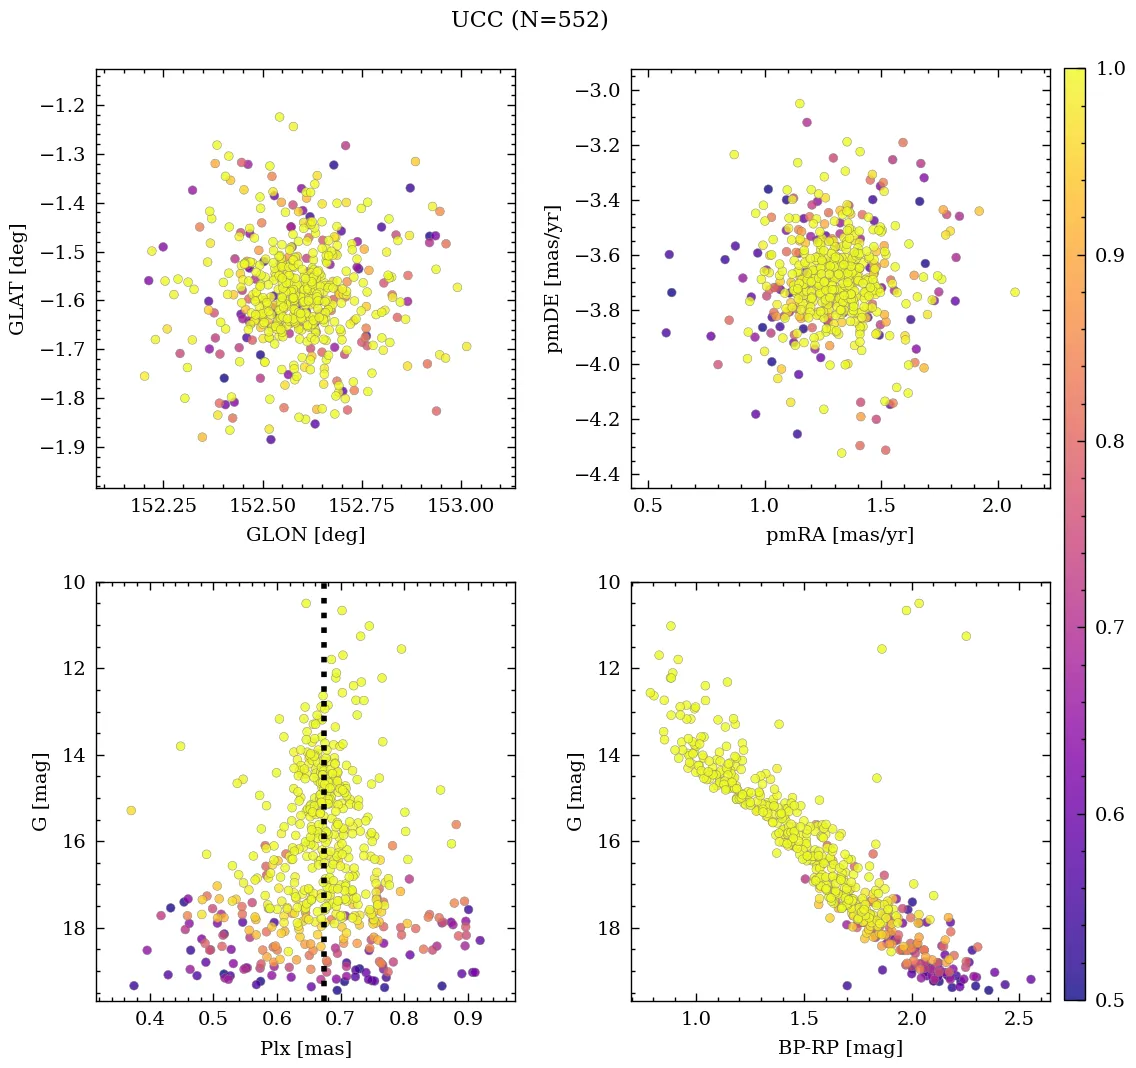 UCC (N=552)
−1.2
−1.3
−1.4
−1.5
−1.6
−1.7
−1.8
−1.9
GLAT [deg]
152.25 152.50 152.75 153.00
GLON [deg]
−3.0
−3.2
−3.4
−3.6
−3.8
−4.0
−4.2
−4.4
pmDE [mas/yr]
0.5 1.0 1.5 2.0
pmRA [mas/yr]
10
12
14
16
18
G [mag]
0.4 0.5 0.6 0.7 0.8 0.9
Plx [mas]
10
12
14
16
18
G [mag]
1.0 1.5 2.0 2.5
BP-RP [mag]
1.0
0.9
0.8
0.7
0.6
0.5